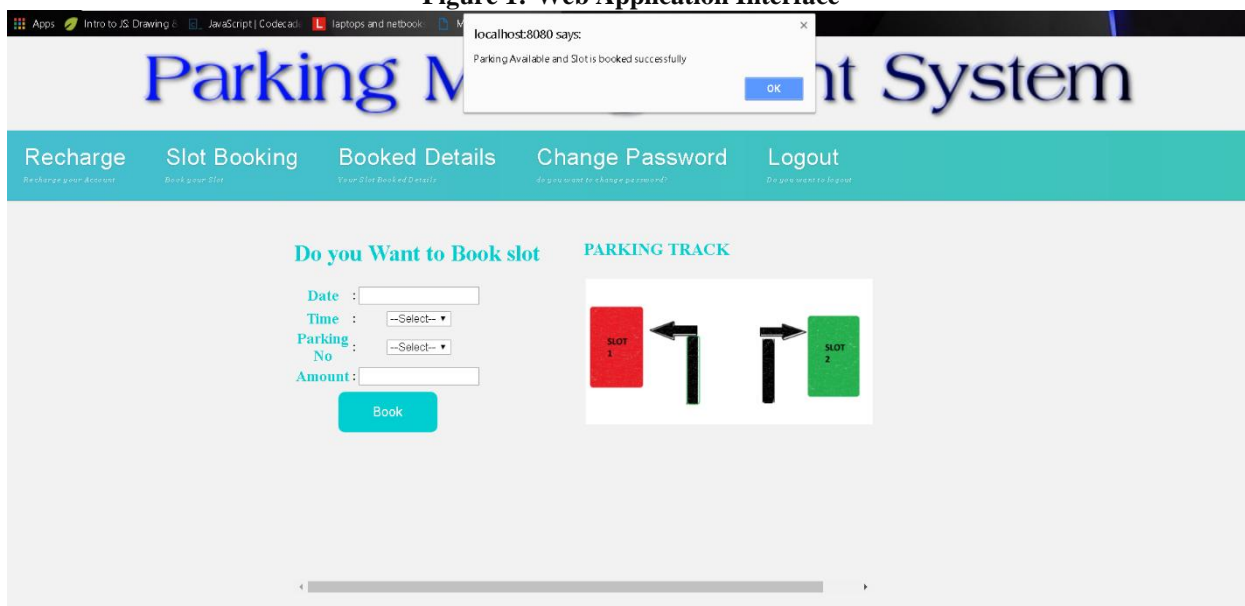 Figure 1: Web Application Interface
Apps Intro to JS: Drawing & JavaScript | Codecad laptops and netbook M
localhost:8080 says:
Parking Available and Slot is booked successfully
OK
Parking M nt System
Recharge Slot Booking Booked Details Change Password Logout
Recharge your Account Book your Slot Your Slot Booked Details do you want to change password? Do you want to logout
Do you Want to Book slot
PARKING TRACK
Date :
Time : --Select--
Parking No : --Select--
Amount :
Book
SLOT
1
SLOT
2